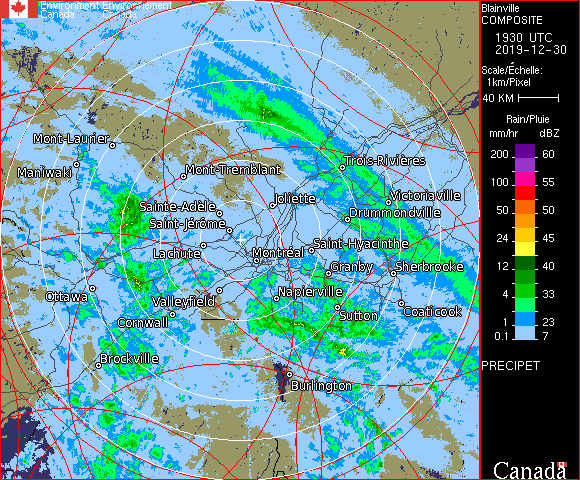 Environment Environnement
Canada Canada
Blainville
COMPOSITE
1930 UTC
2019-12-30
Scale/Échelle:
1km/Pixel
40 KM
Rain/Pluie
mm/hr dBZ
200 60
100 55
50 50
24 45
12 40
4 33
1 23
0.1 7
PRECIPET
Canada
Mont-Laurier
Maniwaki
Mont-Tremblant
Trois-Rivières
Sainte-Adèle
Joliette
Victoriaville
Saint-Jérôme
Drummondville
Lachute
Montréal
Saint-Hyacinthe
Granby
Sherbrooke
Ottawa
Valleyfield
Napierville
Cornwall
Sutton
Coaticook
Brockville
Burlington